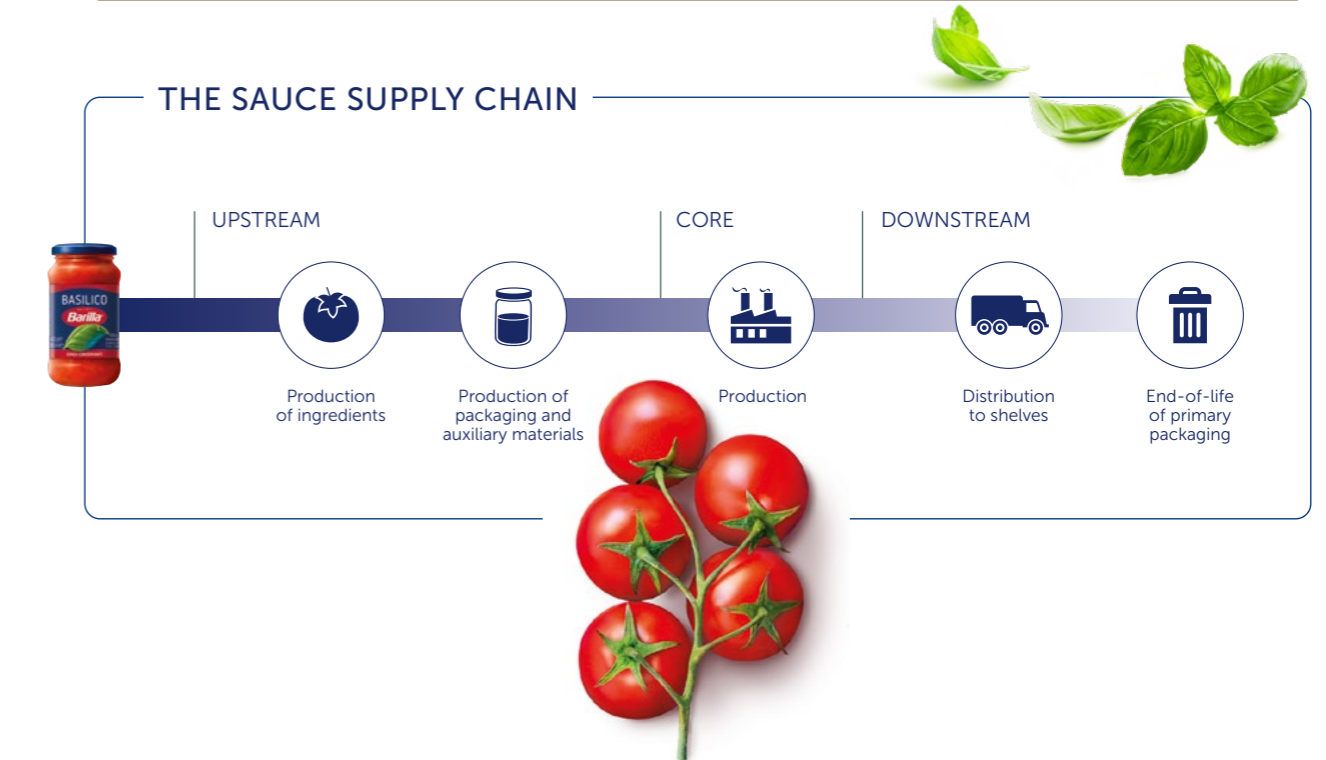 THE SAUCE SUPPLY CHAIN
UPSTREAM
CORE
DOWNSTREAM
BASILICO
Barilla
Production
of ingredients
Production of
packaging and
auxiliary materials
Production
Distribution
to shelves
End-of-life
of primary
packaging